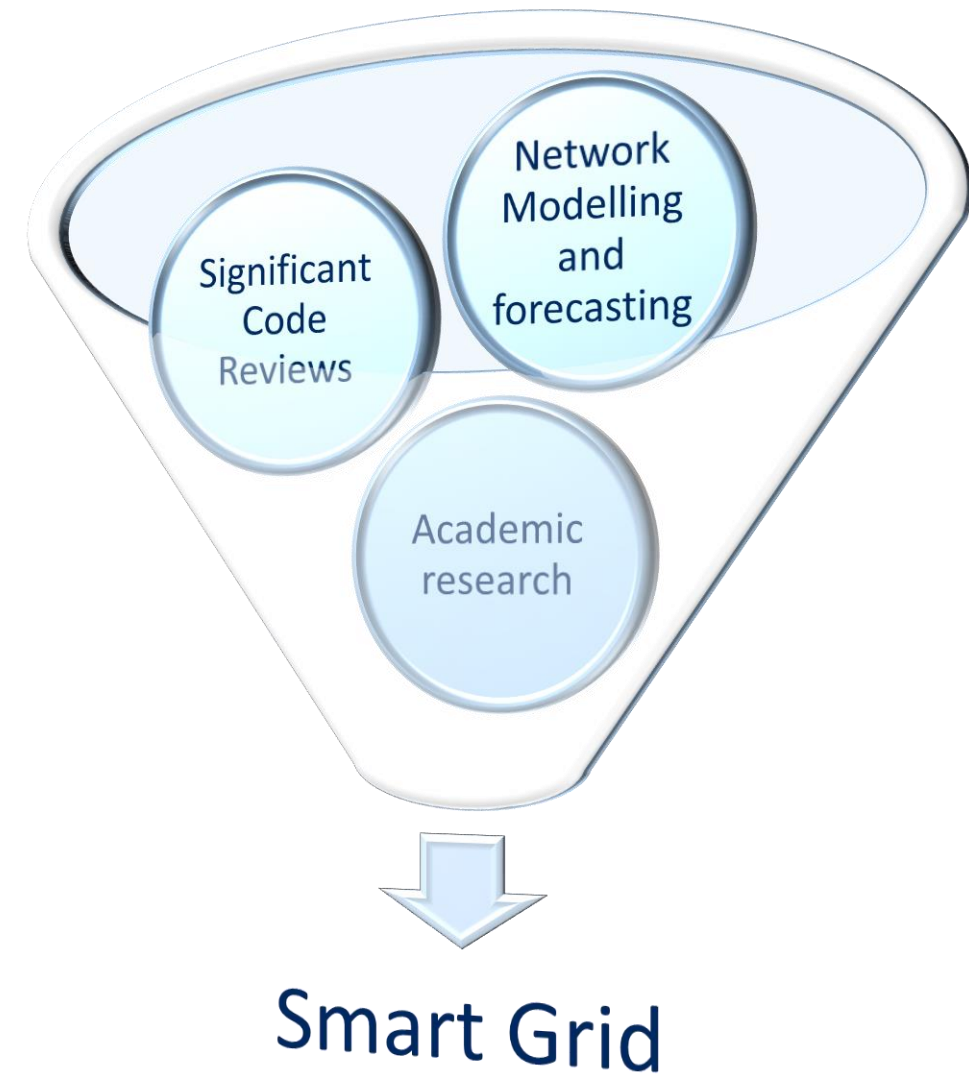 Network
Modelling
and
forecasting
Significant
Code
Reviews
Academic
research
Smart Grid